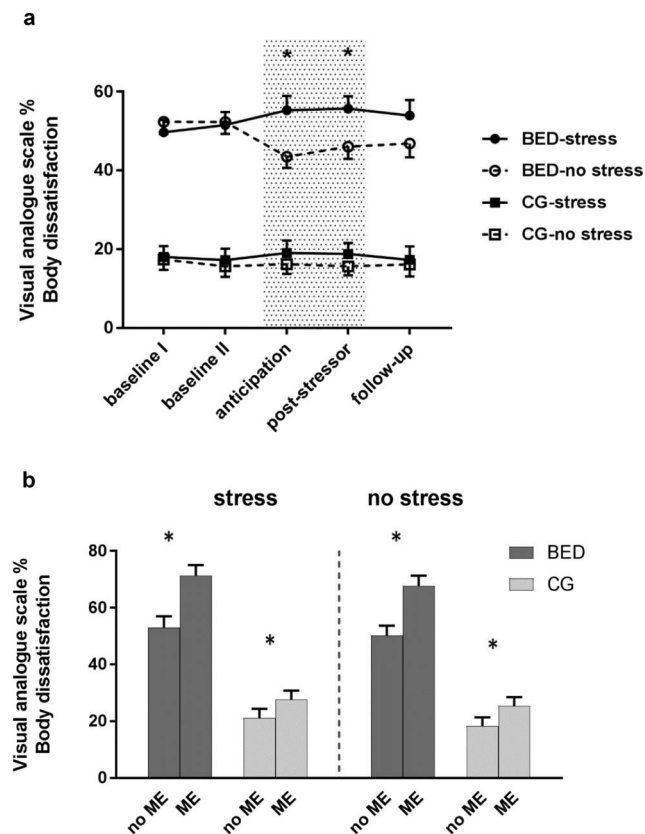 a
* *
Visual analogue scale %
Body dissatisfaction
60
40
20
0
baseline I
baseline II
anticipation
post-stressor
follow-up
BED-stress
BED-no stress
CG-stress
CG-no stress
b
stress
no stress
* * * *
Visual analogue scale %
Body dissatisfaction
80
60
40
20
0
no ME
ME
no ME
ME
no ME
ME
no ME
ME
BED
CG